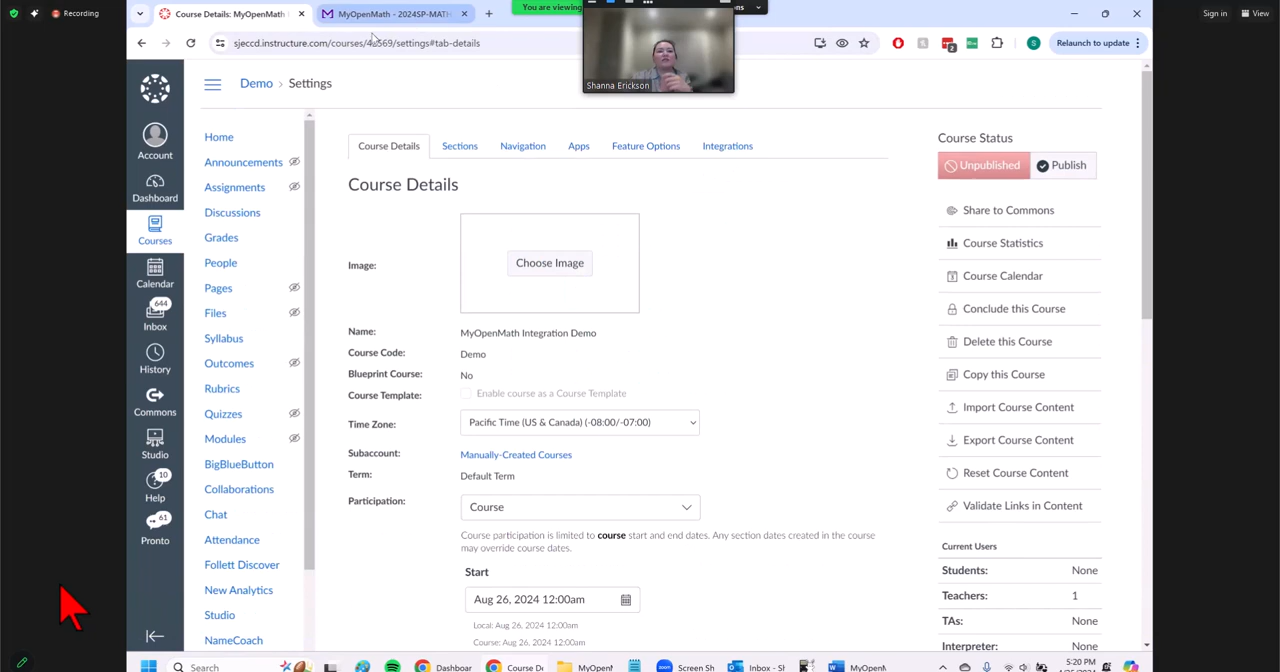 Recording
Course Details: MyOpenMath
MyOpenMath - 2024SP-MATH
You are viewing
Sign in
View
sjeccd.instructure.com/courses/
569/settings#tab-details
Relaunch to update
2
S
Shanna Erickson
Demo > Settings
Account
Dashboard
Courses
Calendar
644
Inbox
History
Commons
Studio
10
Help
61
Pronto
Home
Announcements
Assignments
Discussions
Grades
People
Pages
Files
Syllabus
Outcomes
Rubrics
Quizzes
Modules
BigBlueButton
Collaborations
Chat
Attendance
Follett Discover
New Analytics
Studio
NameCoach
Course Details
Sections
Navigation
Apps
Feature Options
Integrations
Course Details
Image:
Choose Image
Name: MyOpenMath Integration Demo
Course Code: Demo
Blueprint Course: No
Course Template: Enable course as a Course Template
Time Zone: Pacific Time (US & Canada) (-08:00/-07:00)
Subaccount: Manually-Created Courses
Term: Default Term
Participation: Course
Course participation is limited to course start and end dates. Any section dates created in the course
may override course dates.
Start
Aug 26, 2024 12:00am
Local: Aug 26, 2024 12:00am
Course: Aug 26, 2024 12:00am
Course Status
Unpublished
Publish
Share to Commons
Course Statistics
Course Calendar
Conclude this Course
Delete this Course
Copy this Course
Import Course Content
Export Course Content
Reset Course Content
Validate Links in Content
Current Users
Students: None
Teachers: 1
TAs: None
Interpreter: None
Search
Dashboar
Course De
MyOpenM
Screen Sh
Inbox - Sh
MyOpenM
5:20 PM